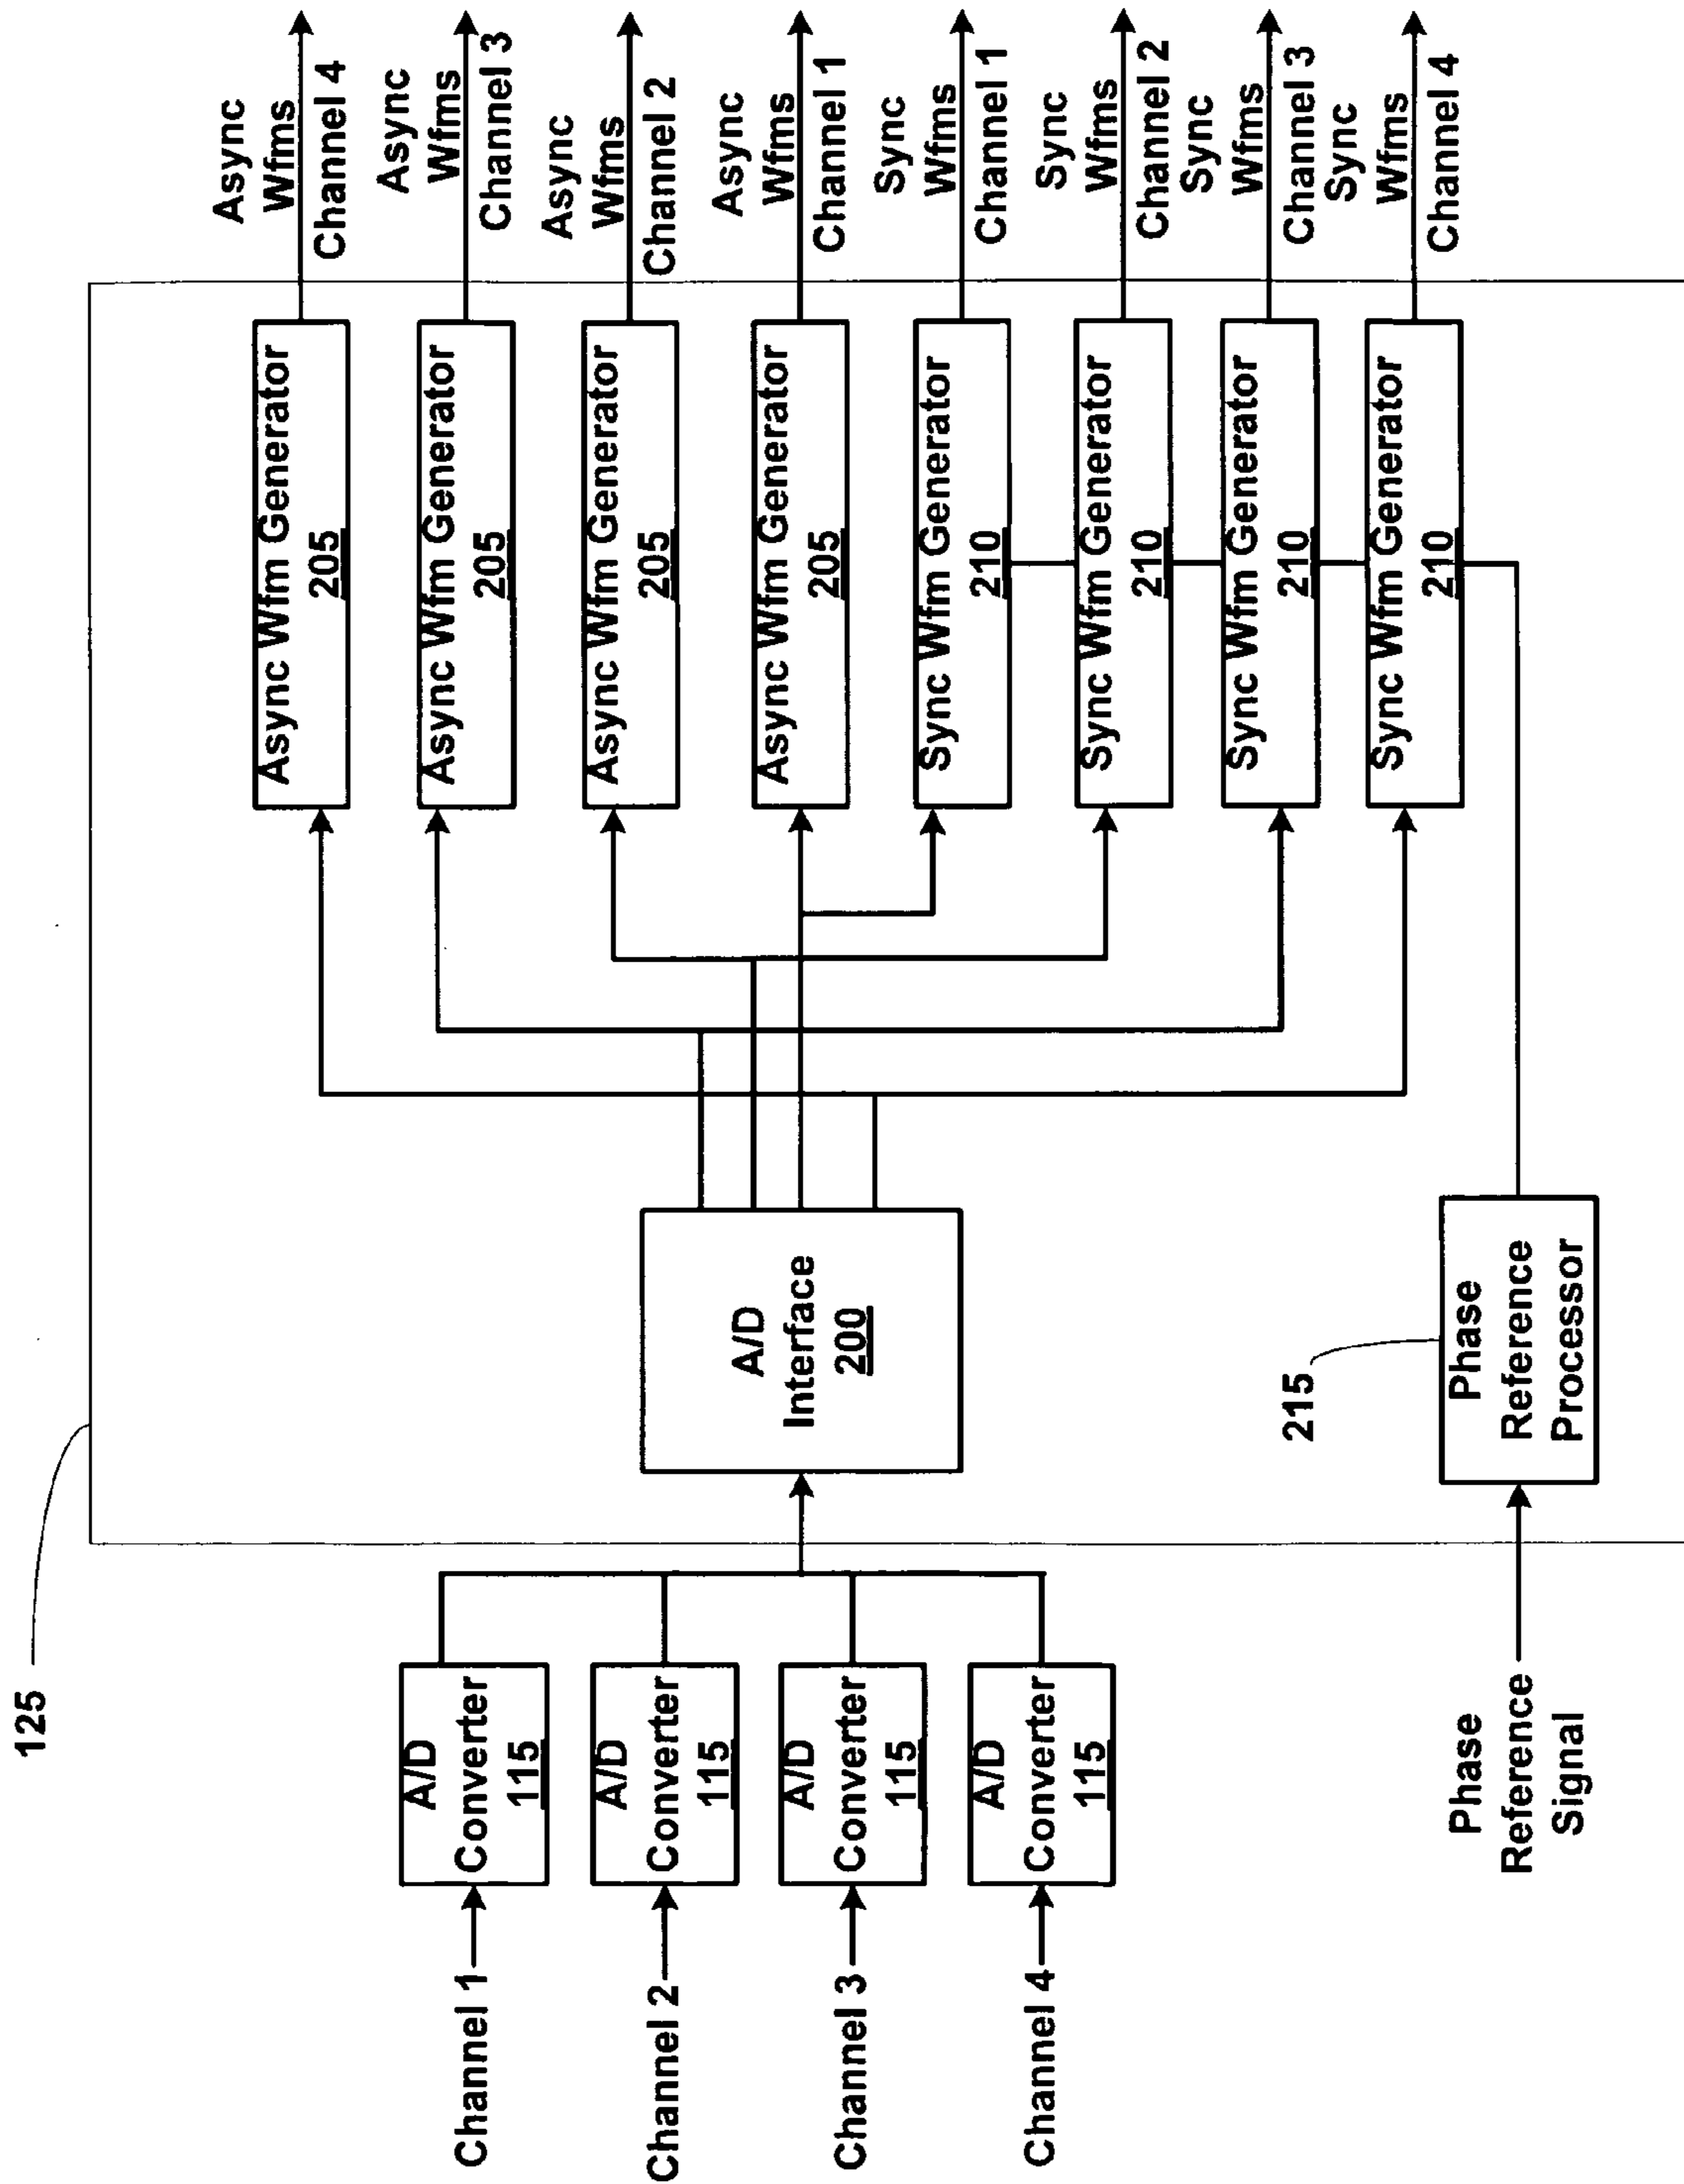 125
Channel 1
Channel 2
Channel 3
Channel 4
A/D
Converter
115
A/D
Converter
115
A/D
Converter
115
A/D
Converter
115
Phase
Reference
Signal
A/D
Interface
200
215
Phase
Reference
Processor
Async Wfm Generator
205
Async Wfm Generator
205
Async Wfm Generator
205
Async Wfm Generator
205
Sync Wfm Generator
210
Sync Wfm Generator
210
Sync Wfm Generator
210
Sync Wfm Generator
210
Async
Wfms
Channel 4
Async
Wfms
Channel 3
Async
Wfms
Channel 2
Async
Wfms
Channel 1
Sync
Wfms
Channel 1
Sync
Wfms
Channel 2
Sync
Wfms
Channel 3
Sync
Wfms
Channel 4